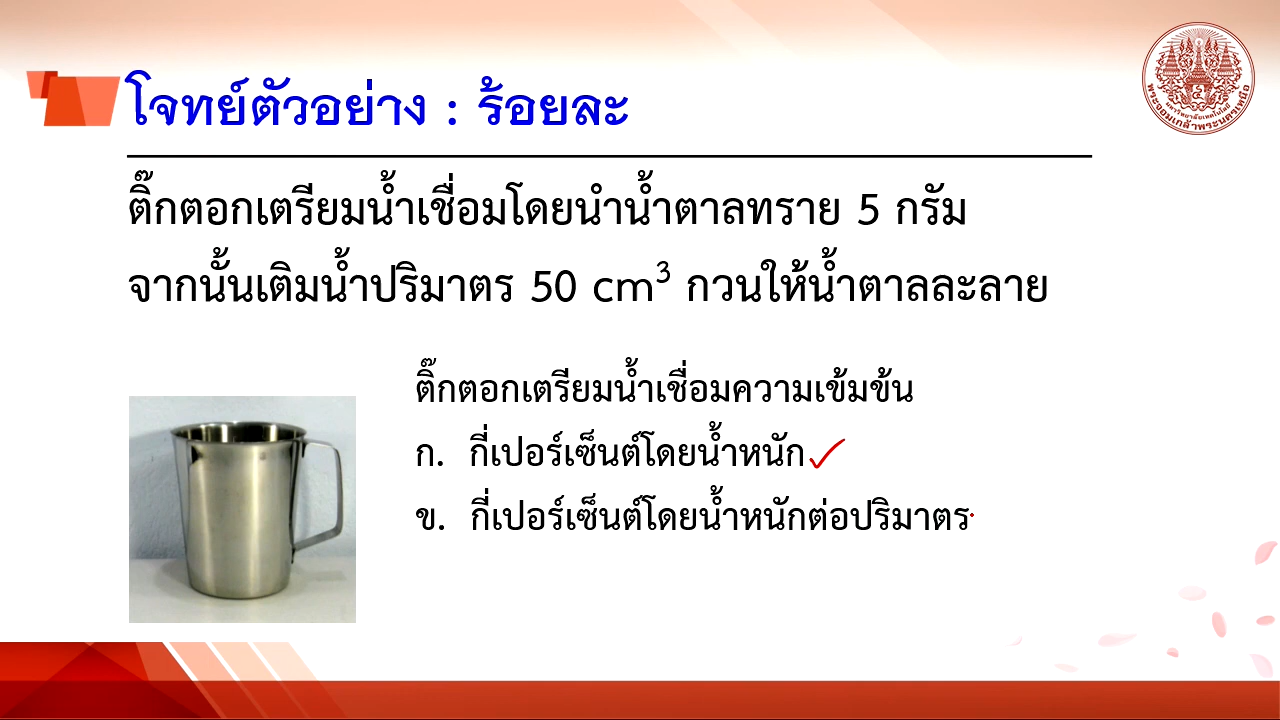 โจทย์ตัวอย่าง : ร้อยละ
ติ๊กตอกเตรียมน้ำเชื่อมโดยนำน้ำตาลทราย 5 กรัม
จากนั้นเติมน้ำปริมาตร 50 cm³ กวนให้น้ำตาลละลาย
ติ๊กตอกเตรียมน้ำเชื่อมความเข้มข้น
ก. กี่เปอร์เซ็นต์โดยน้ำหนัก
ข. กี่เปอร์เซ็นต์โดยน้ำหนักต่อปริมาตร